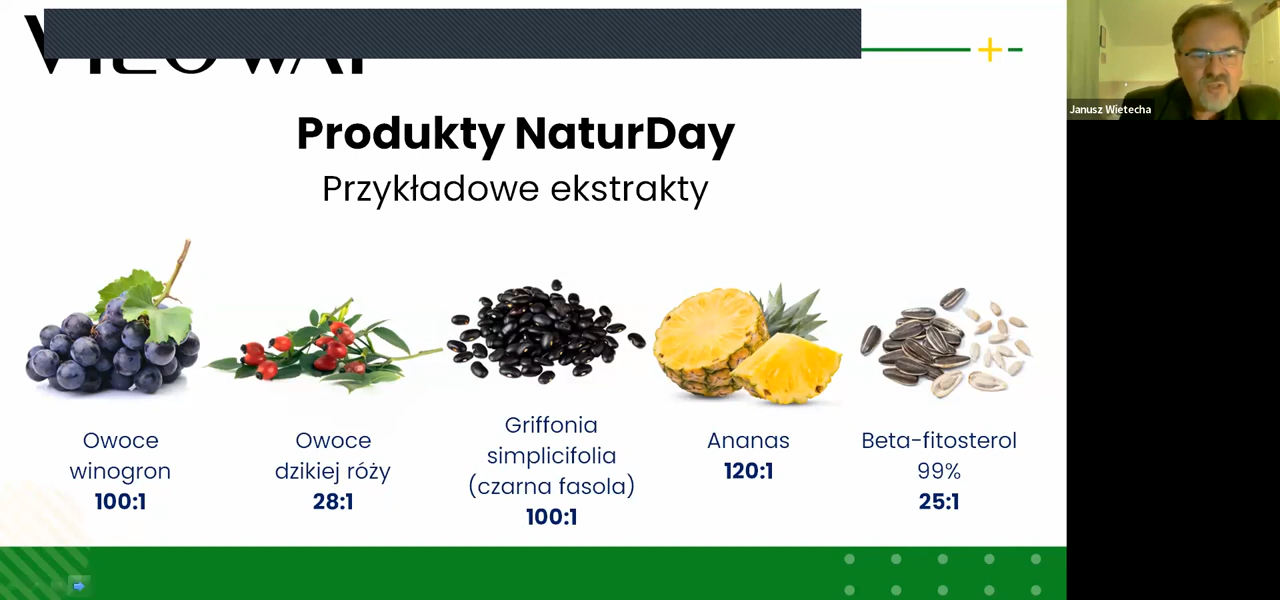 Janusz Wietecha
Produkty NaturDay
Przykładowe ekstrakty
Owoce
winogron
100:1
Owoce
dzikiej róży
28:1
Griffonia
simplicifolia
(czarna fasola)
100:1
Ananas
120:1
Beta-fitosterol
99%
25:1